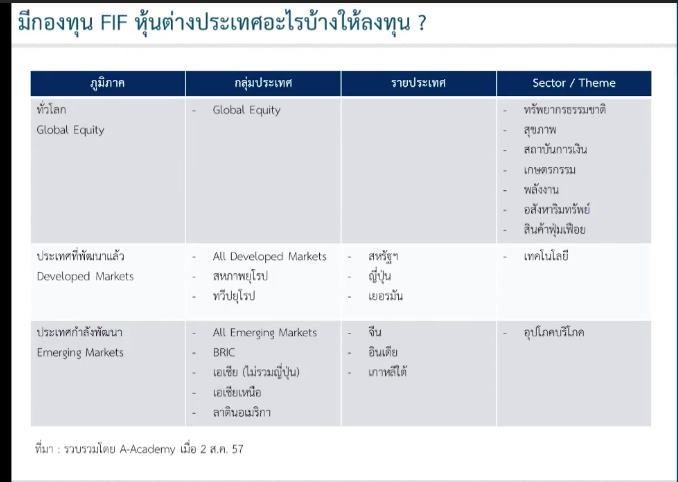 มีกองทุน FIF หุ้นต่างประเทศอะไรบ้างให้ลงทุน ?
ภูมิภาค กลุ่มประเทศ รายประเทศ Sector / Theme
ทั่วโลก - Global Equity - ทรัพยากรธรรมชาติ
Global Equity - สุขภาพ
- สถาบันการเงิน
- เกษตรกรรม
- พลังงาน
- อสังหาริมทรัพย์
- สินค้าฟุ่มเฟือย
ประเทศที่พัฒนาแล้ว - All Developed Markets - สหรัฐฯ - เทคโนโลยี
Developed Markets - สหภาพยุโรป - ญี่ปุ่น
- ทวีปยุโรป - เยอรมัน
ประเทศกำลังพัฒนา - All Emerging Markets - จีน - อุปโภคบริโภค
Emerging Markets - BRIC - อินเดีย
- เอเชีย (ไม่รวมญี่ปุ่น) - เกาหลีใต้
- เอเชียเหนือ
- ลาตินอเมริกา
ที่มา : รวบรวมโดย A-Academy เมื่อ 2 ส.ค. 57